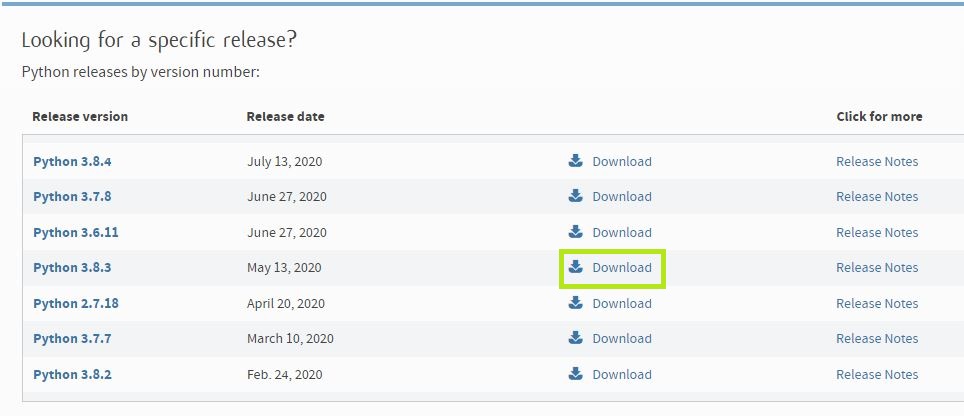 Looking for a specific release?
Python releases by version number:
Release version Release date Click for more
Python 3.8.4 July 13, 2020 Download Release Notes
Python 3.7.8 June 27, 2020 Download Release Notes
Python 3.6.11 June 27, 2020 Download Release Notes
Python 3.8.3 May 13, 2020 Download Release Notes
Python 2.7.18 April 20, 2020 Download Release Notes
Python 3.7.7 March 10, 2020 Download Release Notes
Python 3.8.2 Feb. 24, 2020 Download Release Notes